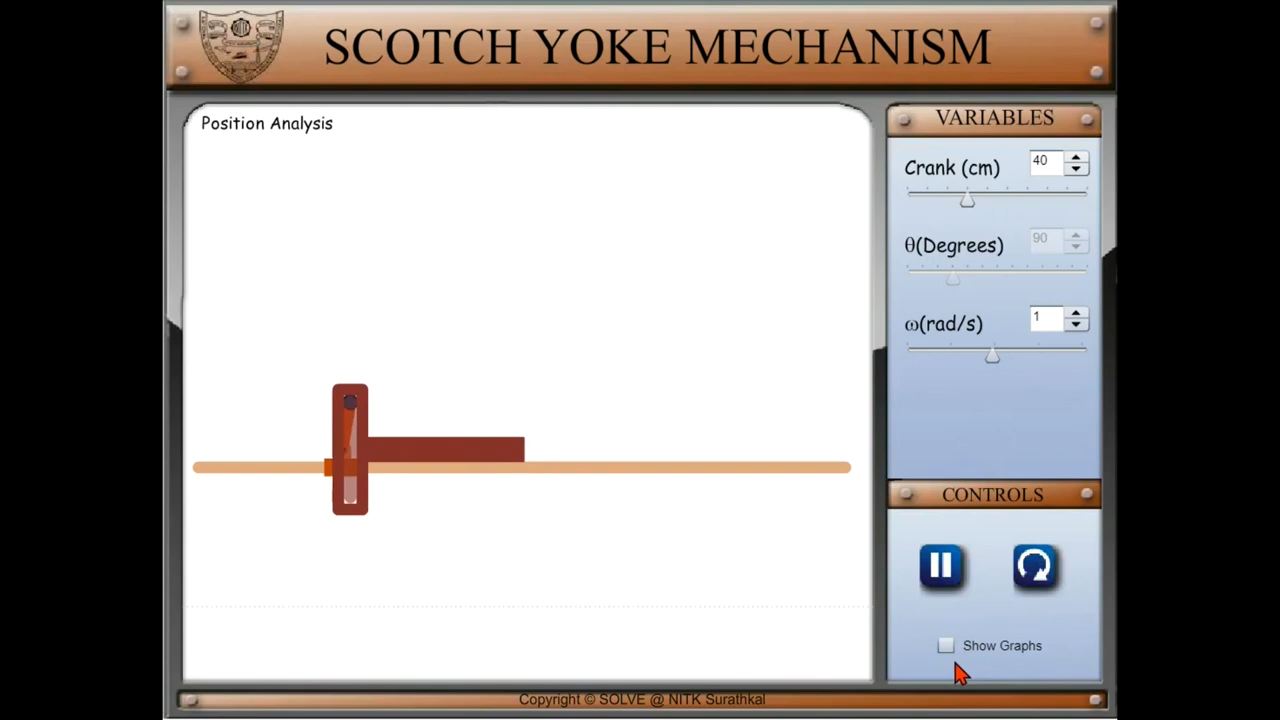 SCOTCH YOKE MECHANISM
Position Analysis
VARIABLES
Crank (cm) 40
θ(Degrees) 90
ω(rad/s) 1
CONTROLS
Show Graphs
Copyright © SOLVE @ NITK Surathkal